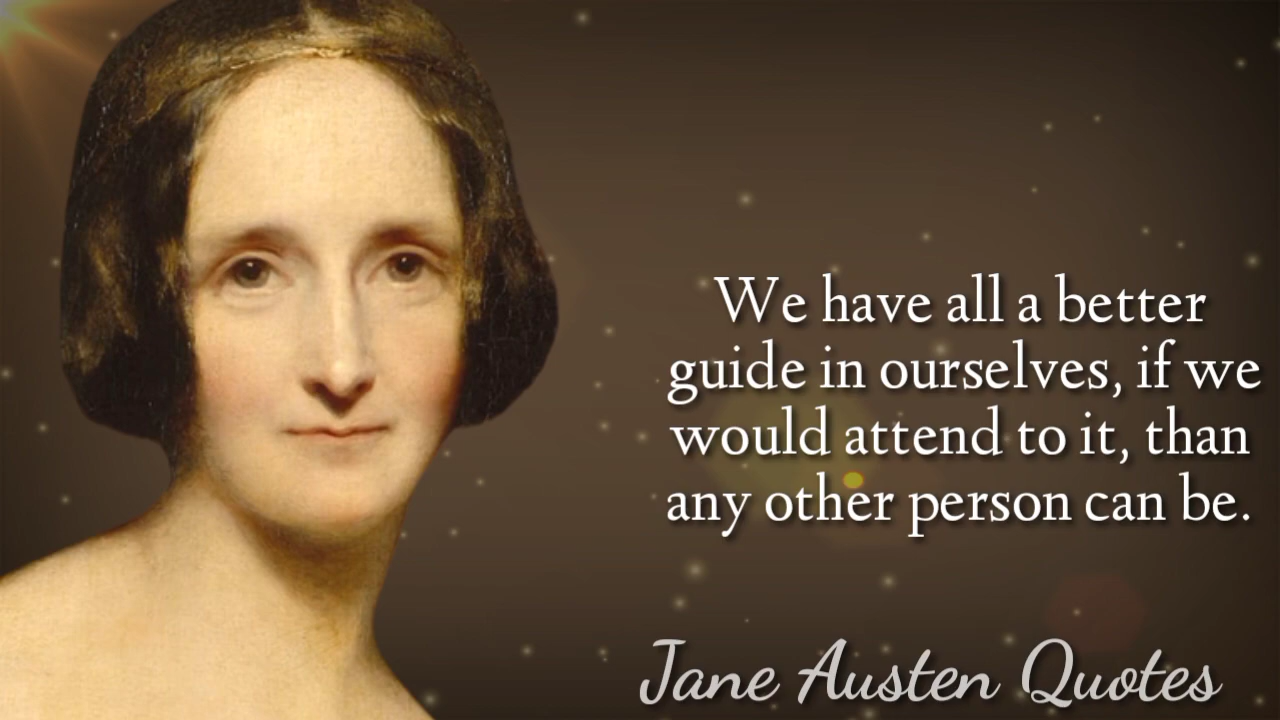 We have all a better
guide in ourselves, if we
would attend to it, than
any other person can be.
Jane Austen Quotes